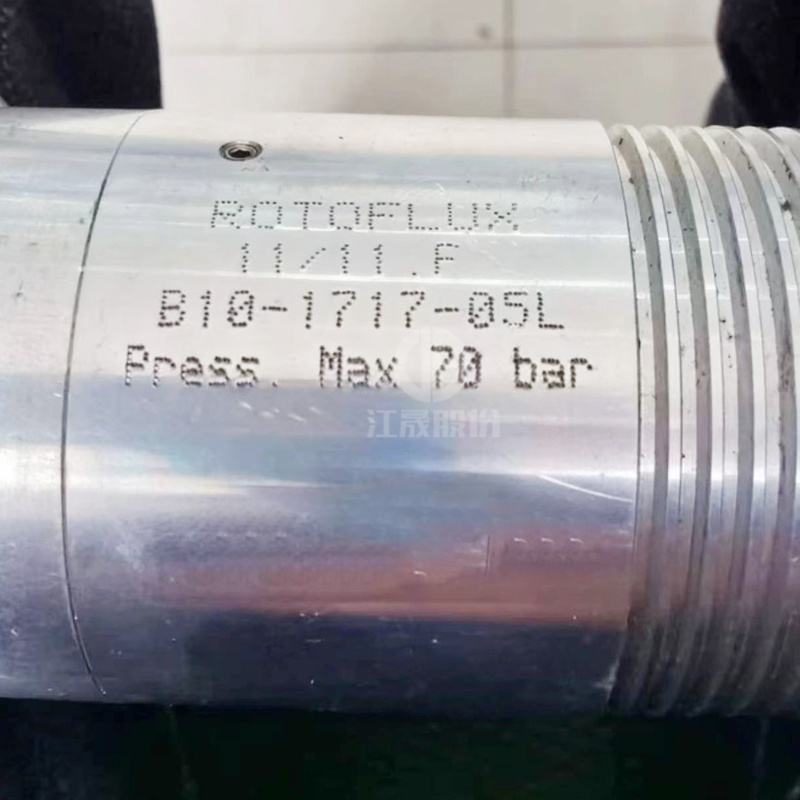 ROTOFLUX
11/11.F
B10-1717-05L
Press. Max 70 bar
江晟股份